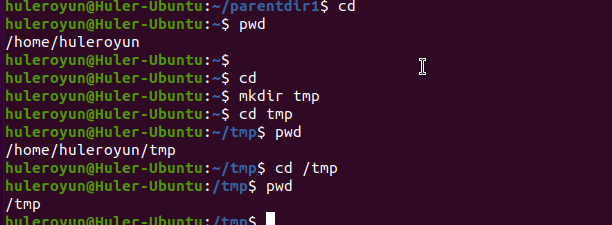 huleroyun@Huler-Ubuntu:~/parentdir1$ cd
huleroyun@Huler-Ubuntu:~$ pwd
/home/huleroyun
huleroyun@Huler-Ubuntu:~$
huleroyun@Huler-Ubuntu:~$ cd
huleroyun@Huler-Ubuntu:~$ mkdir tmp
huleroyun@Huler-Ubuntu:~$ cd tmp
huleroyun@Huler-Ubuntu:~/tmp$ pwd
/home/huleroyun/tmp
huleroyun@Huler-Ubuntu:~/tmp$ cd /tmp
huleroyun@Huler-Ubuntu:/tmp$ pwd
/tmp
huleroyun@Huler-Ubuntu:/tmp$